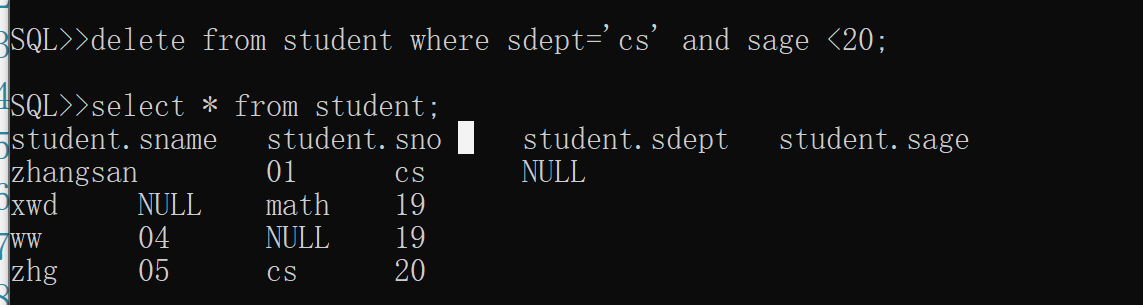 SQL>>delete from student where sdept='cs' and sage <20;
SQL>>select * from student;
student.sname student.sno student.sdept student.sage
zhangsan 01 cs NULL
xwd NULL math 19
ww 04 NULL 19
zhg 05 cs 20